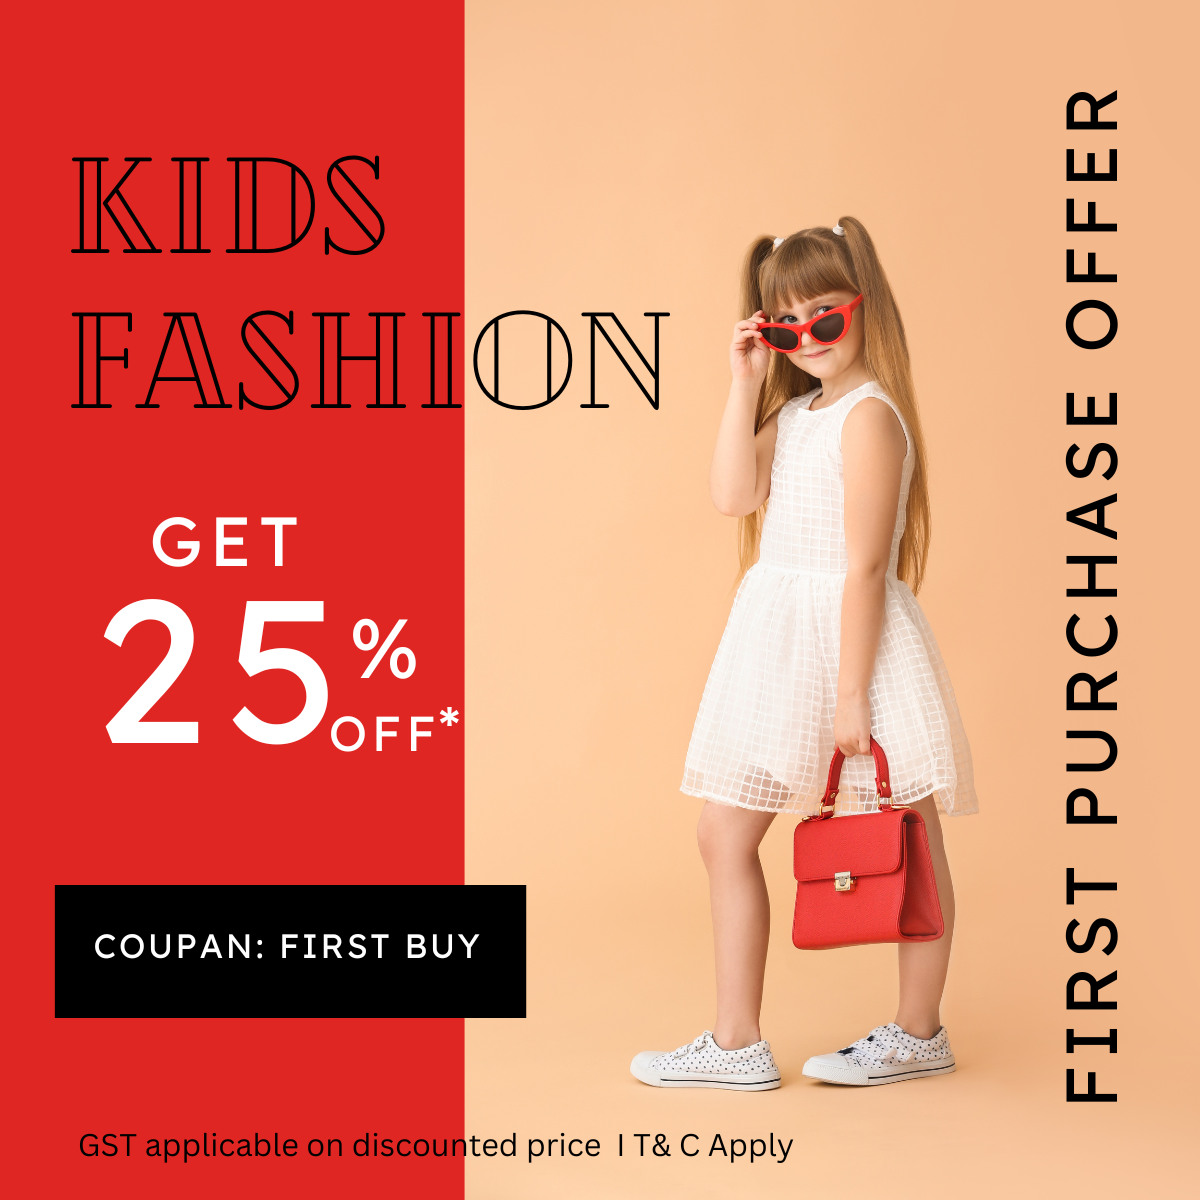 KIDS
FASHION
GET
25%
OFF*
COUPAN: FIRST BUY
GST applicable on discounted price I T& C Apply
FIRST PURCHASE OFFER